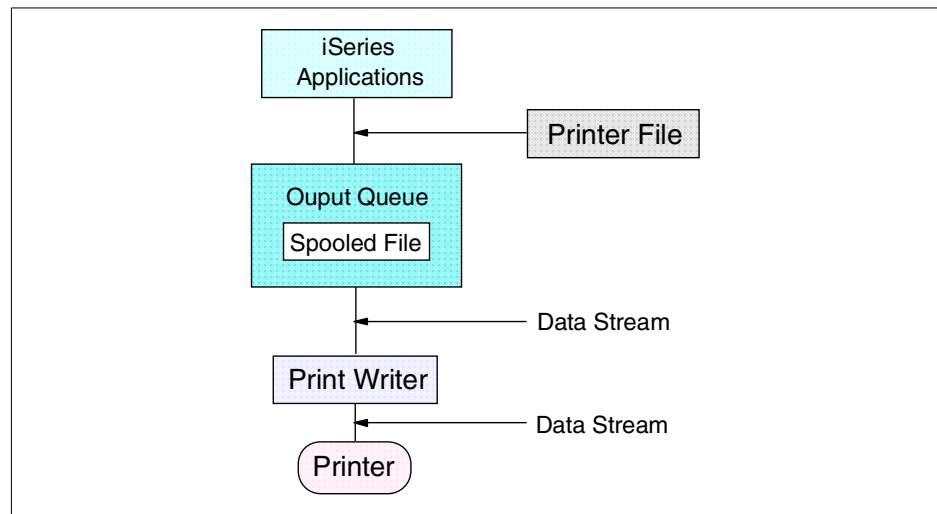 iSeries
Applications
Printer File
Ouput Queue
Spooled File
Data Stream
Print Writer
Data Stream
Printer